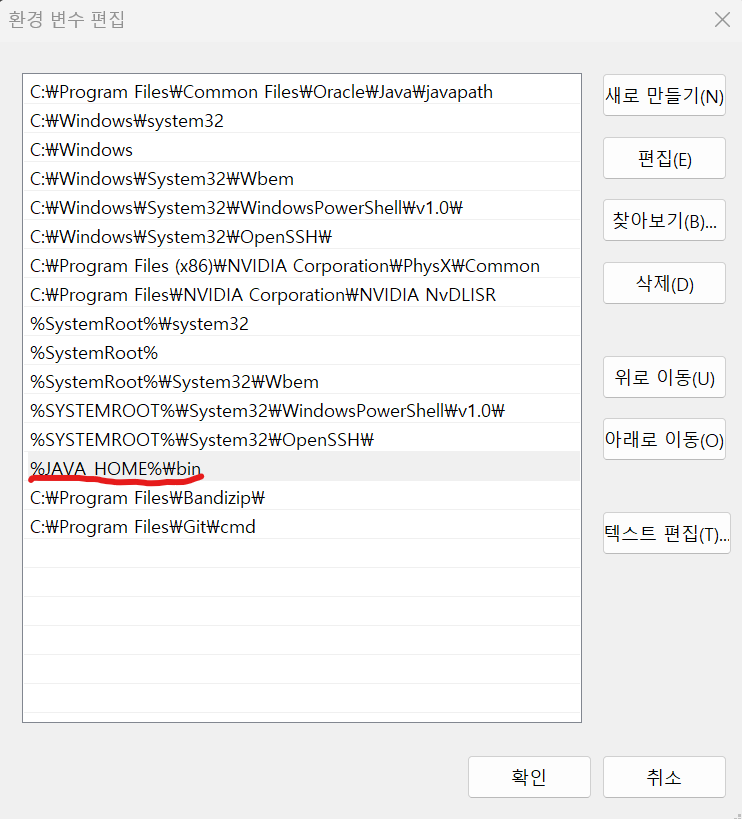 환경 변수 편집
C:₩Program Files₩Common Files₩Oracle₩Java₩javapath
C:₩Windows₩system32
C:₩Windows
C:₩Windows₩System32₩Wbem
C:₩Windows₩System32₩WindowsPowerShell₩v1.0₩
C:₩Windows₩System32₩OpenSSH₩
C:₩Program Files (x86)₩NVIDIA Corporation₩PhysX₩Common
C:₩Program Files₩NVIDIA Corporation₩NVIDIA NvDLISR
%SystemRoot%₩system32
%SystemRoot%
%SystemRoot%₩System32₩Wbem
%SYSTEMROOT%₩System32₩WindowsPowerShell₩v1.0₩
%SYSTEMROOT%₩System32₩OpenSSH₩
%JAVA_HOME%₩bin
C:₩Program Files₩Bandizip₩
C:₩Program Files₩Git₩cmd
새로 만들기(N)
편집(E)
찾아보기(B)...
삭제(D)
위로 이동(U)
아래로 이동(O)
텍스트 편집(T)...
확인
취소